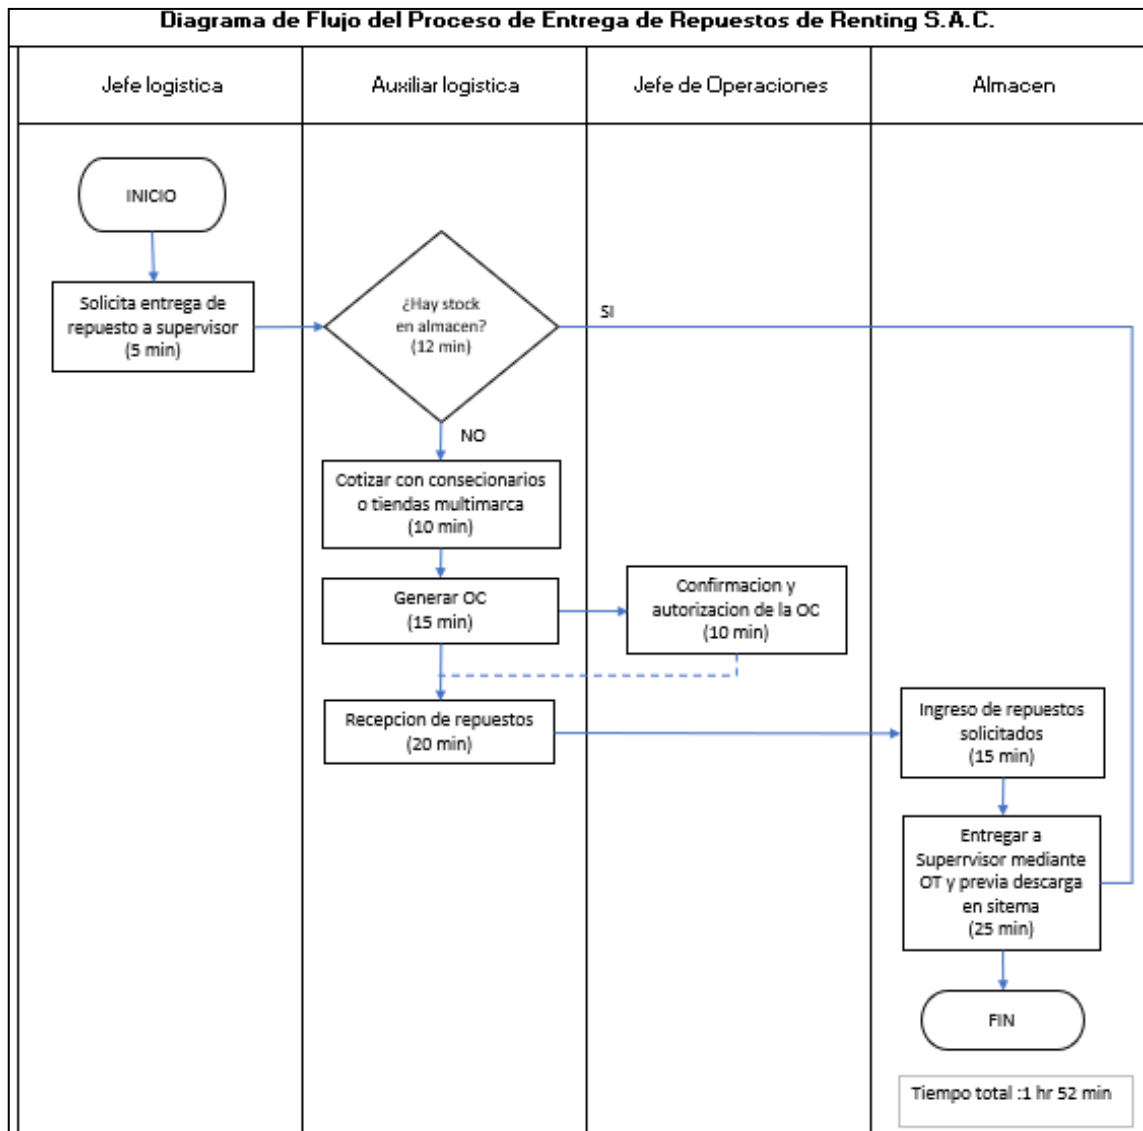 Diagrama de Flujo del Proceso de Entrega de Repuestos de Renting S.A.C.
Jefe logistica
Auxiliar logistica
Jefe de Operaciones
Almacen
INICIO
Solicita entrega de
repuesto a supervisor
(5 min)
¿Hay stock
en almacen?
(12 min)
SI
NO
Cotizar con consecionarios
o tiendas multimarca
(10 min)
Generar OC
(15 min)
Confirmacion y
autorizacion de la OC
(10 min)
Recepcion de repuestos
(20 min)
Ingreso de repuestos
solicitados
(15 min)
Entregar a
Superrvisor mediante
OT y previa descarga
en sitema
(25 min)
FIN
Tiempo total :1 hr 52 min